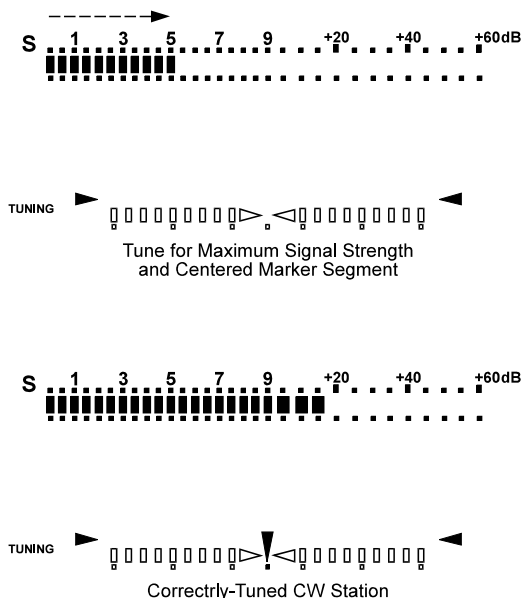 S 1 3 5 7 9 +20 +40 +60dB
TUNING
Tune for Maximum Signal Strength
and Centered Marker Segment
S 1 3 5 7 9 +20 +40 +60dB
TUNING
Correctrly-Tuned CW Station